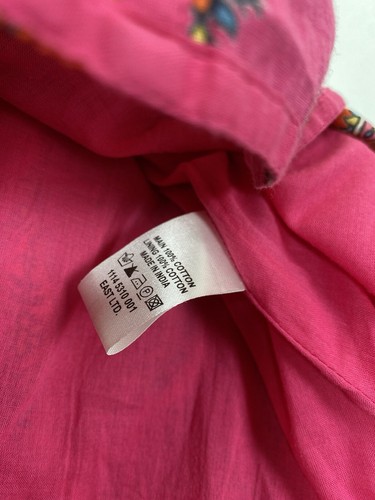 MAIN 100% COTTON
LINING 100% COTTON
MADE IN INDIA
1114 5310 001
EAST LTD.